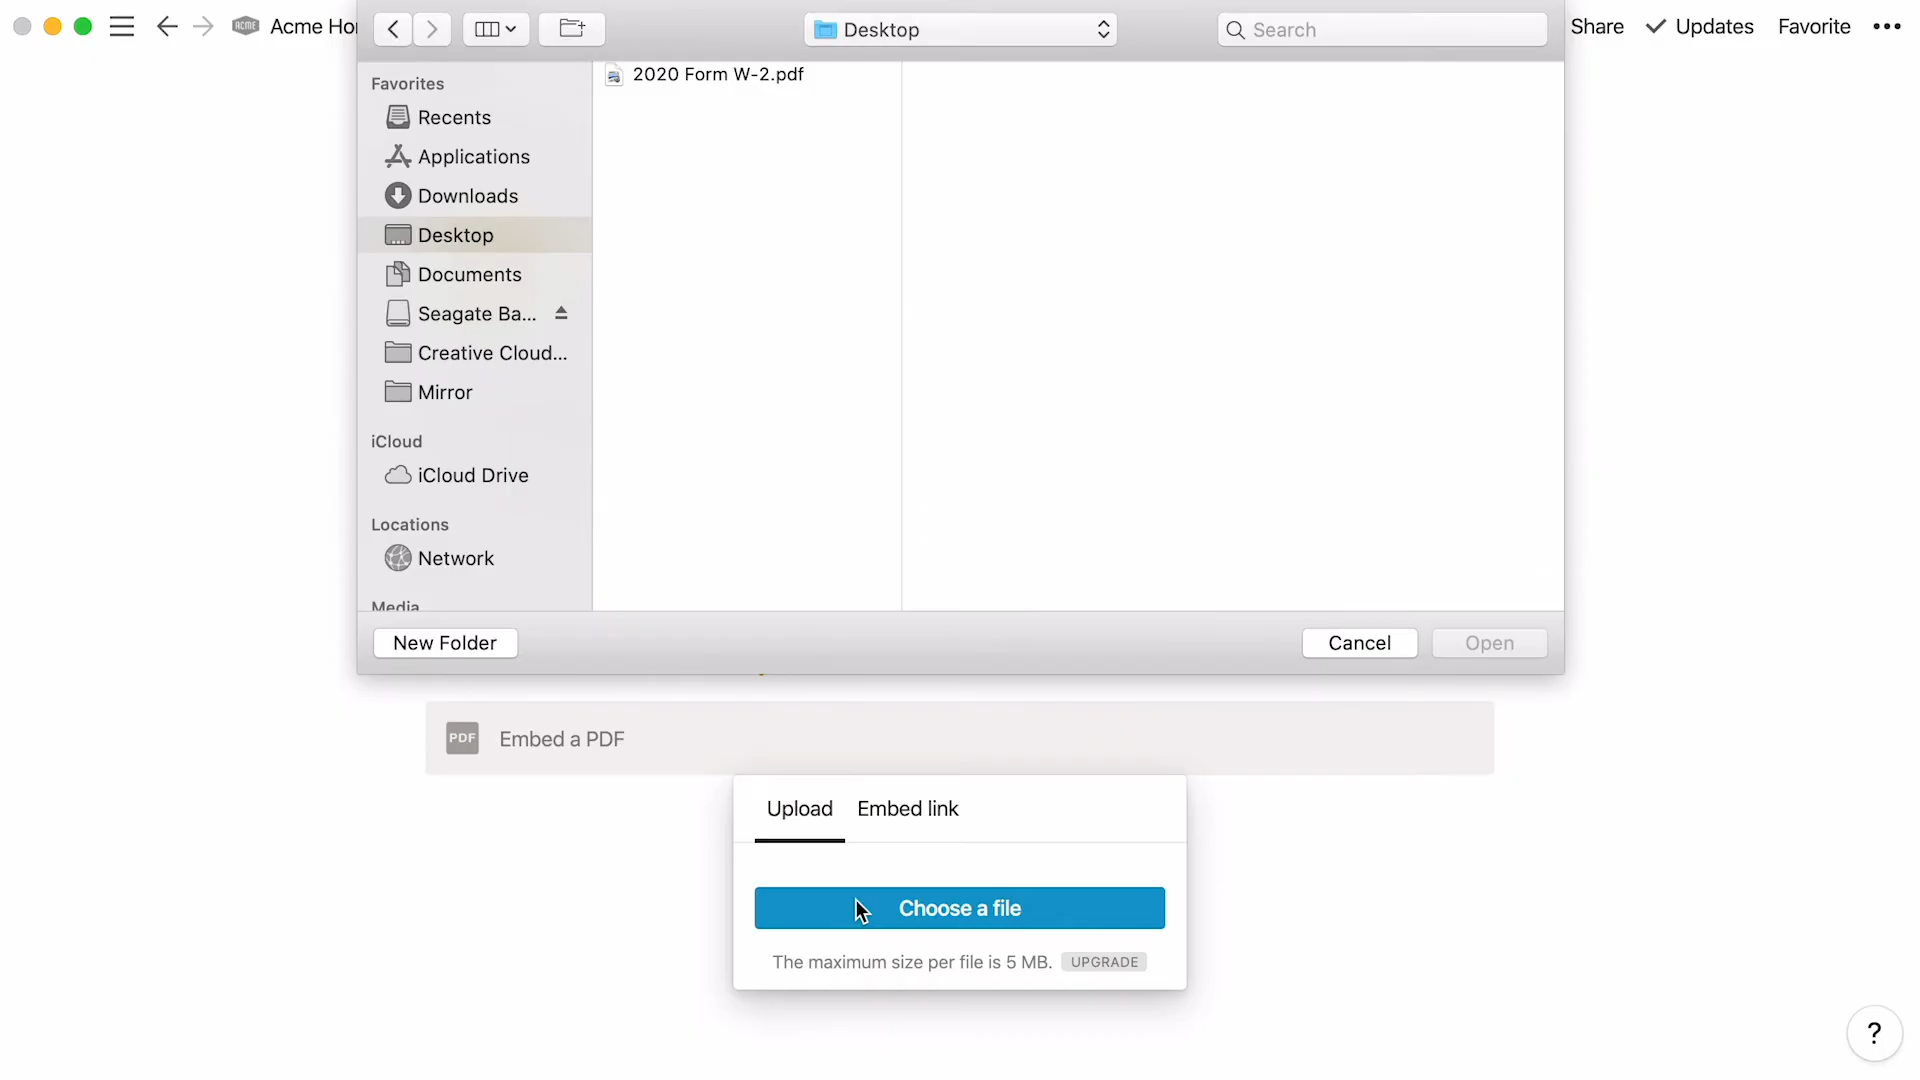 ACME Acme Hor
Desktop
Search
Share
Updates
Favorite
Favorites
Recents
Applications
Downloads
Desktop
Documents
Seagate Ba...
Creative Cloud...
Mirror
iCloud
iCloud Drive
Locations
Network
Media
2020 Form W-2.pdf
New Folder
Cancel
Open
PDF Embed a PDF
Upload
Embed link
Choose a file
The maximum size per file is 5 MB. UPGRADE
?